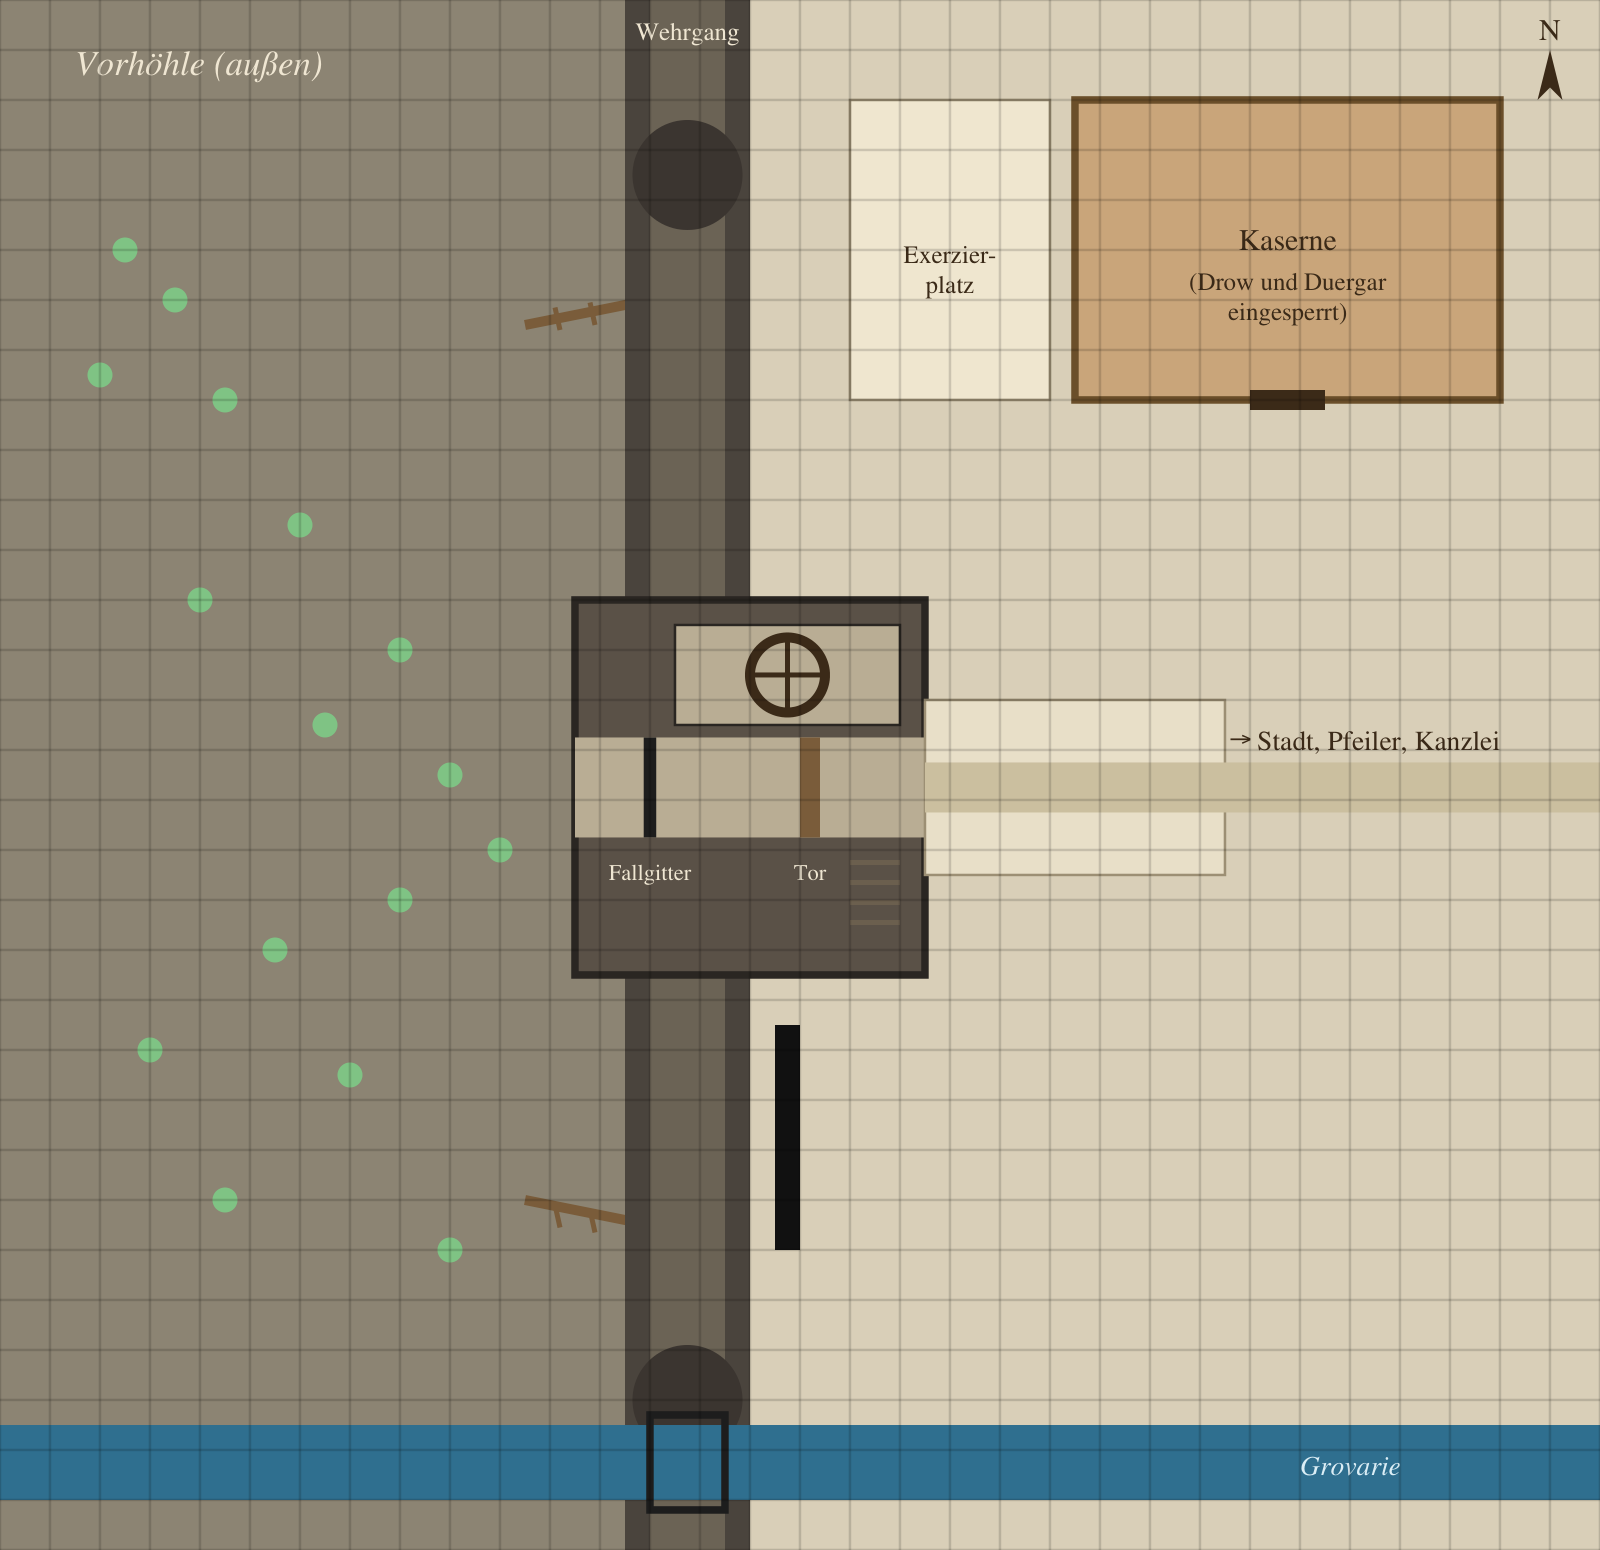 Wehrgang
N
Vorhöhle (außen)
Exerzier-
platz
Kaserne
(Drow und Duergar
eingesperrt)
→ Stadt, Pfeiler, Kanzlei
Fallgitter
Tor
Grovarie